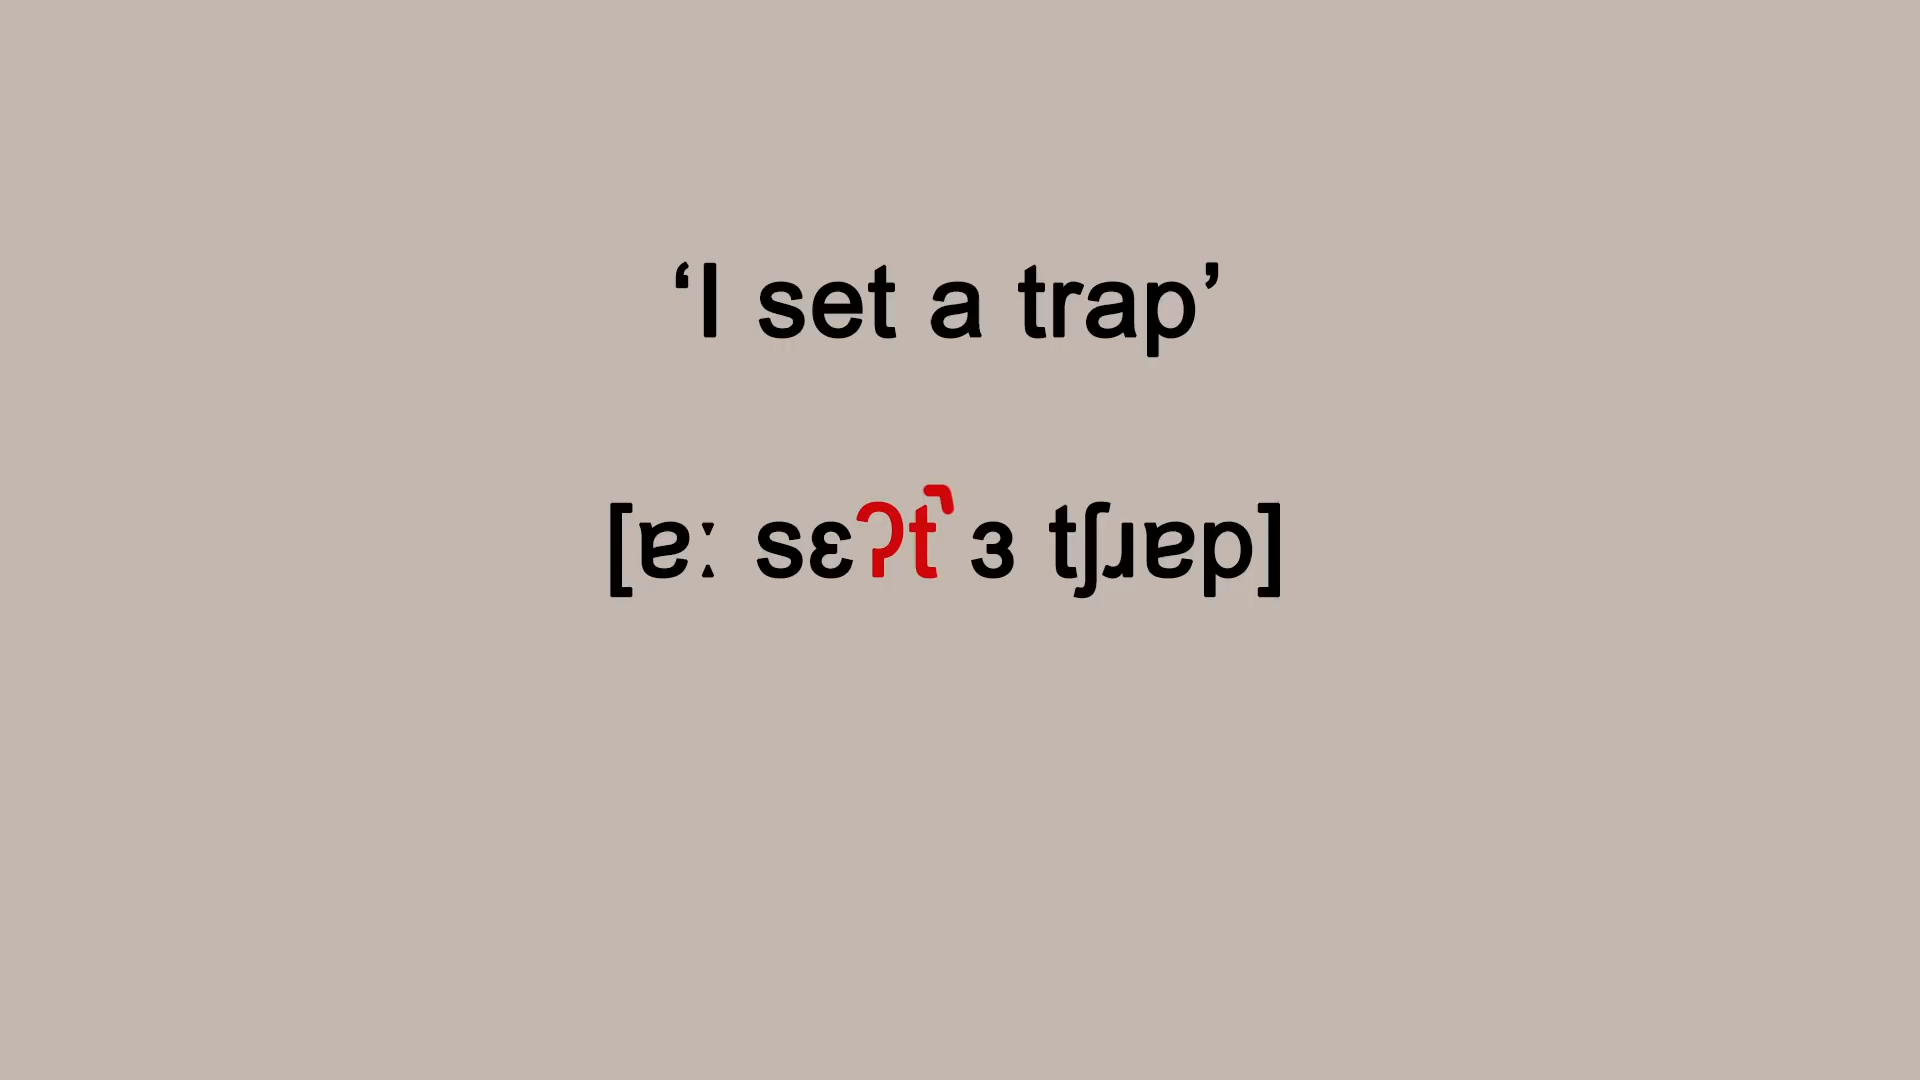 ‘I set a trap’
[ɐː sɛʔt̚ ɜ tʃɹɐp]